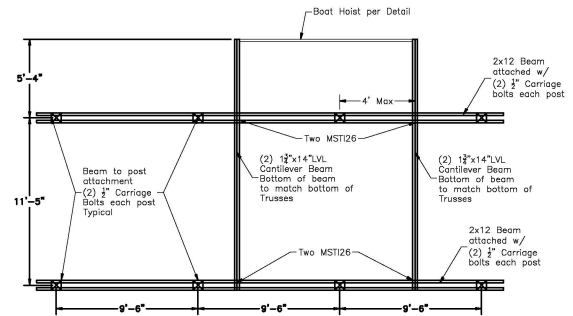 Boat Hoist per Detail
5'-4"
2x12 Beam
attached w/
(2) ½" Carriage
bolts each post
4' Max
Two MSTI26
Beam to post
attachment
(2) ½" Carriage
Bolts each post
Typical
(2) 1¾"x14"LVL
Cantilever Beam
Bottom of beam
to match bottom of
Trusses
(2) 1¾"x14"LVL
Cantilever Beam
Bottom of beam
to match bottom of
Trusses
11'-5"
Two MSTI26
2x12 Beam
attached w/
(2) ½" Carriage
bolts each post
9'-6"
9'-6"
9'-6"